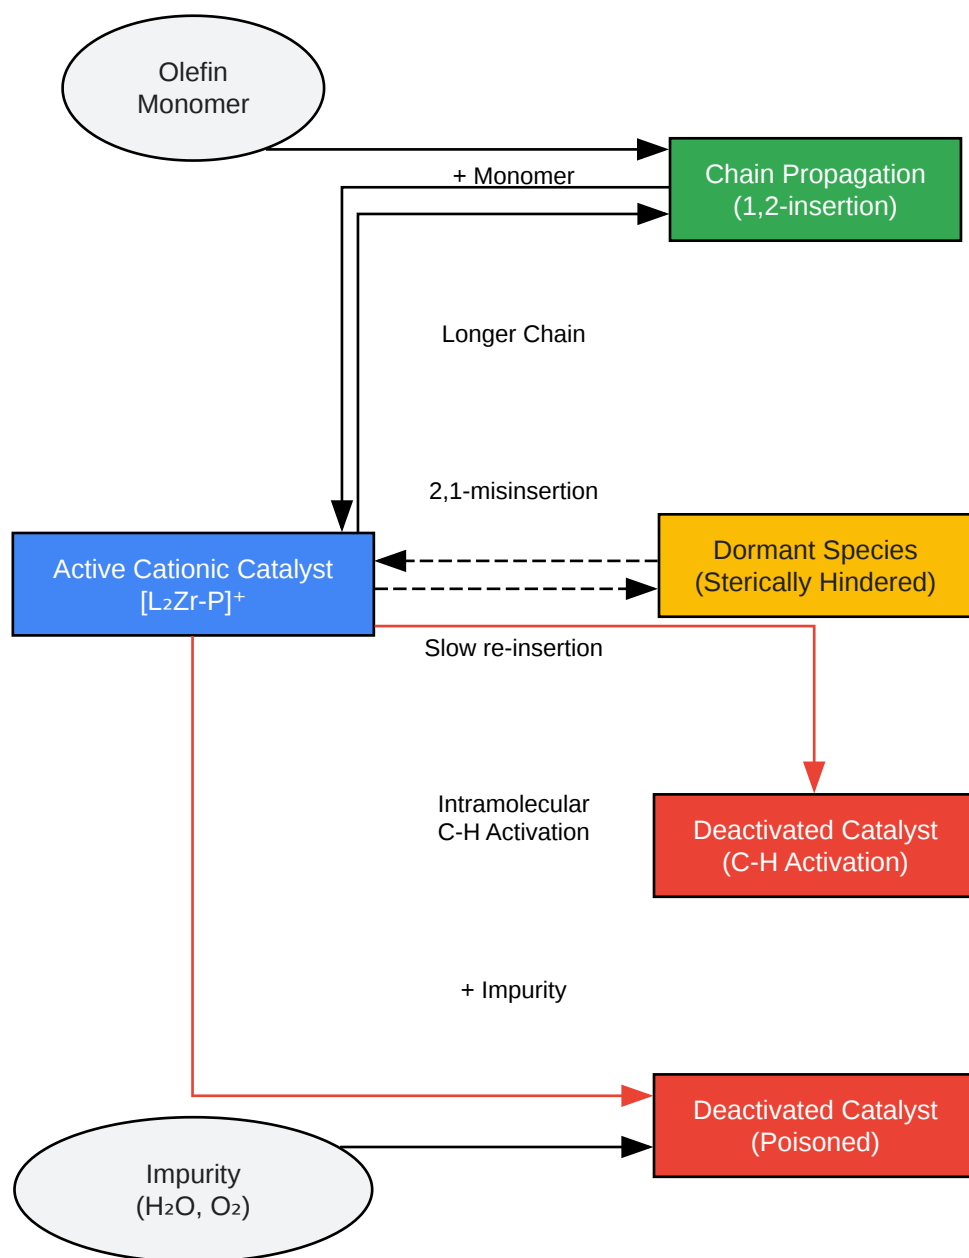 Olefin
Monomer
+ Monomer
Chain Propagation
(1,2-insertion)
Longer Chain
2,1-misinsertion
Active Cationic Catalyst
[L₂Zr-P]⁺
Dormant Species
(Sterically Hindered)
Slow re-insertion
Intramolecular
C-H Activation
Deactivated Catalyst
(C-H Activation)
+ Impurity
Deactivated Catalyst
(Poisoned)
Impurity
(H₂O, O₂)